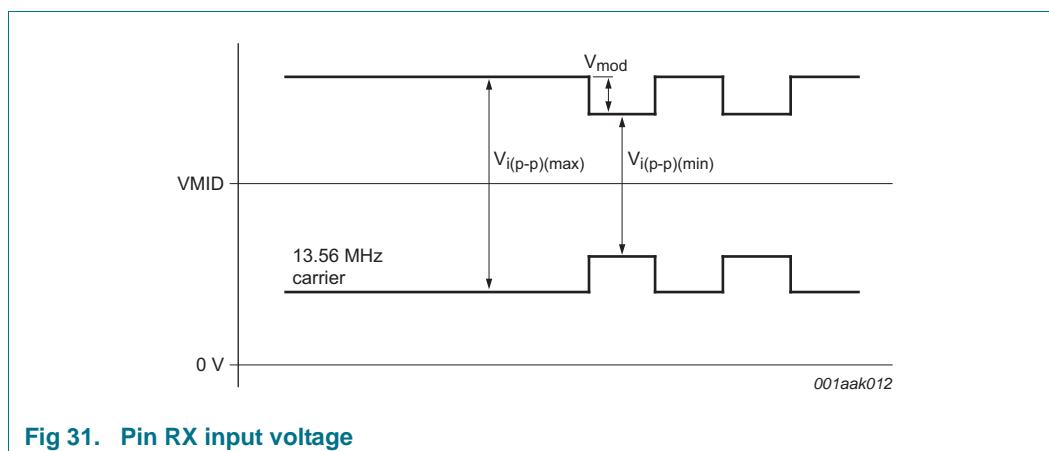 Vmod
Vi(p-p)(max)
Vi(p-p)(min)
VMID
13.56 MHz
carrier
0 V
001aak012
Fig 31. Pin RX input voltage